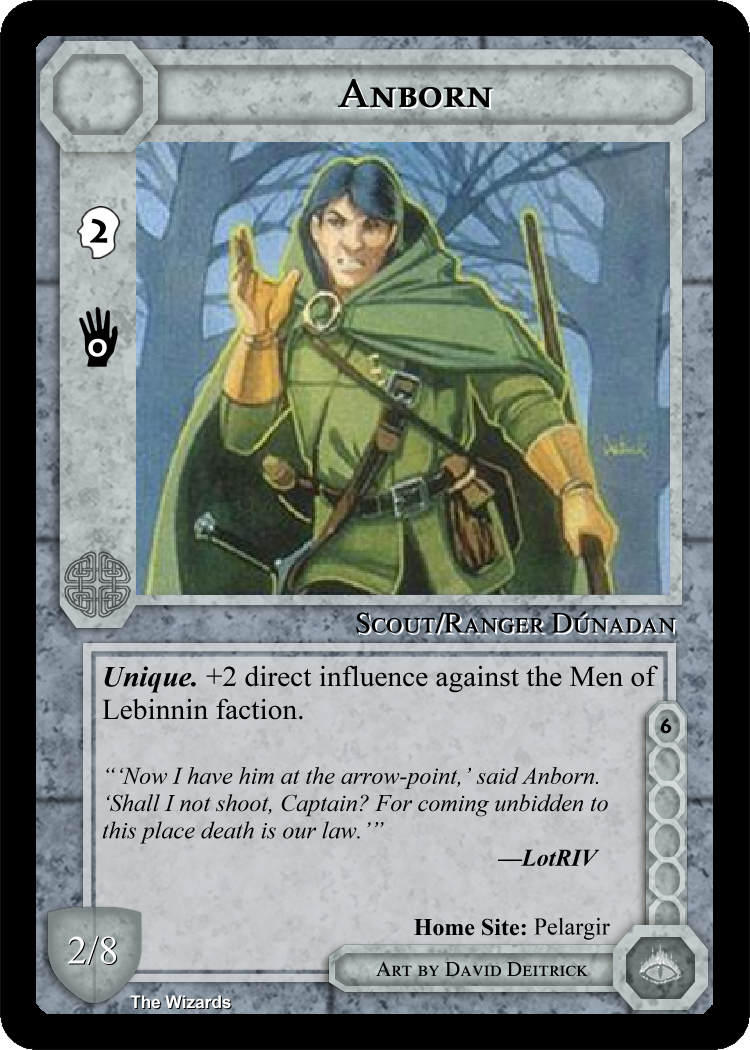 Anborn
2
0
Scout/Ranger Dúnadan
Unique. +2 direct influence against the Men of
Lebinnin faction.
6
“‘Now I have him at the arrow-point,’ said Anborn.
‘Shall I not shoot, Captain? For coming unbidden to
this place death is our law.’”
—LotRIV
Home Site: Pelargir
2/8
Art by David Deitrick
The Wizards